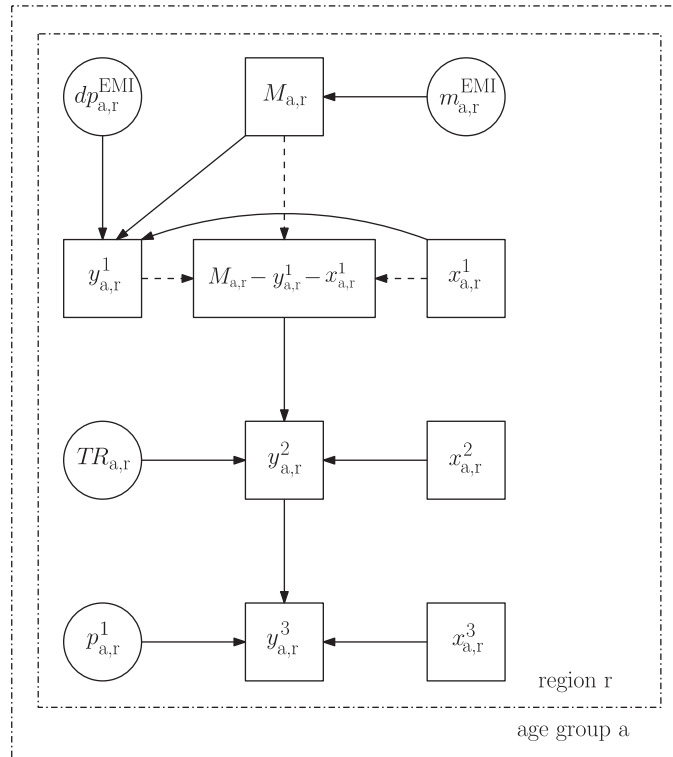 dp^EMI_a,r M_a,r m^EMI_a,r
y^1_a,r M_a,r − y^1_a,r − x^1_a,r x^1_a,r
TR_a,r y^2_a,r x^2_a,r
p^1_a,r y^3_a,r x^3_a,r
region r
age group a